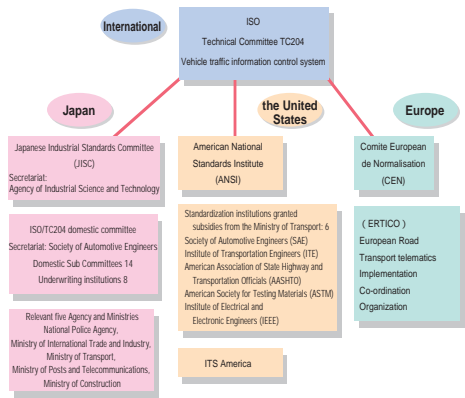 International
ISO
Technical Committee TC204
Vehicle traffic information control system
Japan
Japanese Industrial Standards Committee
(JISC)
Secretariat:
Agency of Industrial Science and Technology
ISO/TC204 domestic committee
Secretariat: Society of Automotive Engineers
Domestic Sub Committees 14
Underwriting institutions 8
Relevant five Agency and Ministries
National Police Agency,
Ministry of International Trade and Industry,
Ministry of Transport,
Ministry of Posts and Telecommunications,
Ministry of Construction
the United
States
American National
Standards Institute
(ANSI)
Standardization institutions granted
subsidies from the Ministry of Transport: 6
Society of Automotive Engineers (SAE)
Institute of Transportation Engineers (ITE)
American Association of State Highway and
Transportation Officials (AASHTO)
American Society for Testing Materials (ASTM)
Institute of Electrical and
Electronic Engineers (IEEE)
ITS America
Europe
Comite European
de Normalisation
(CEN)
( ERTICO )
European Road
Transport telematics
Implementation
Co-ordination
Organization